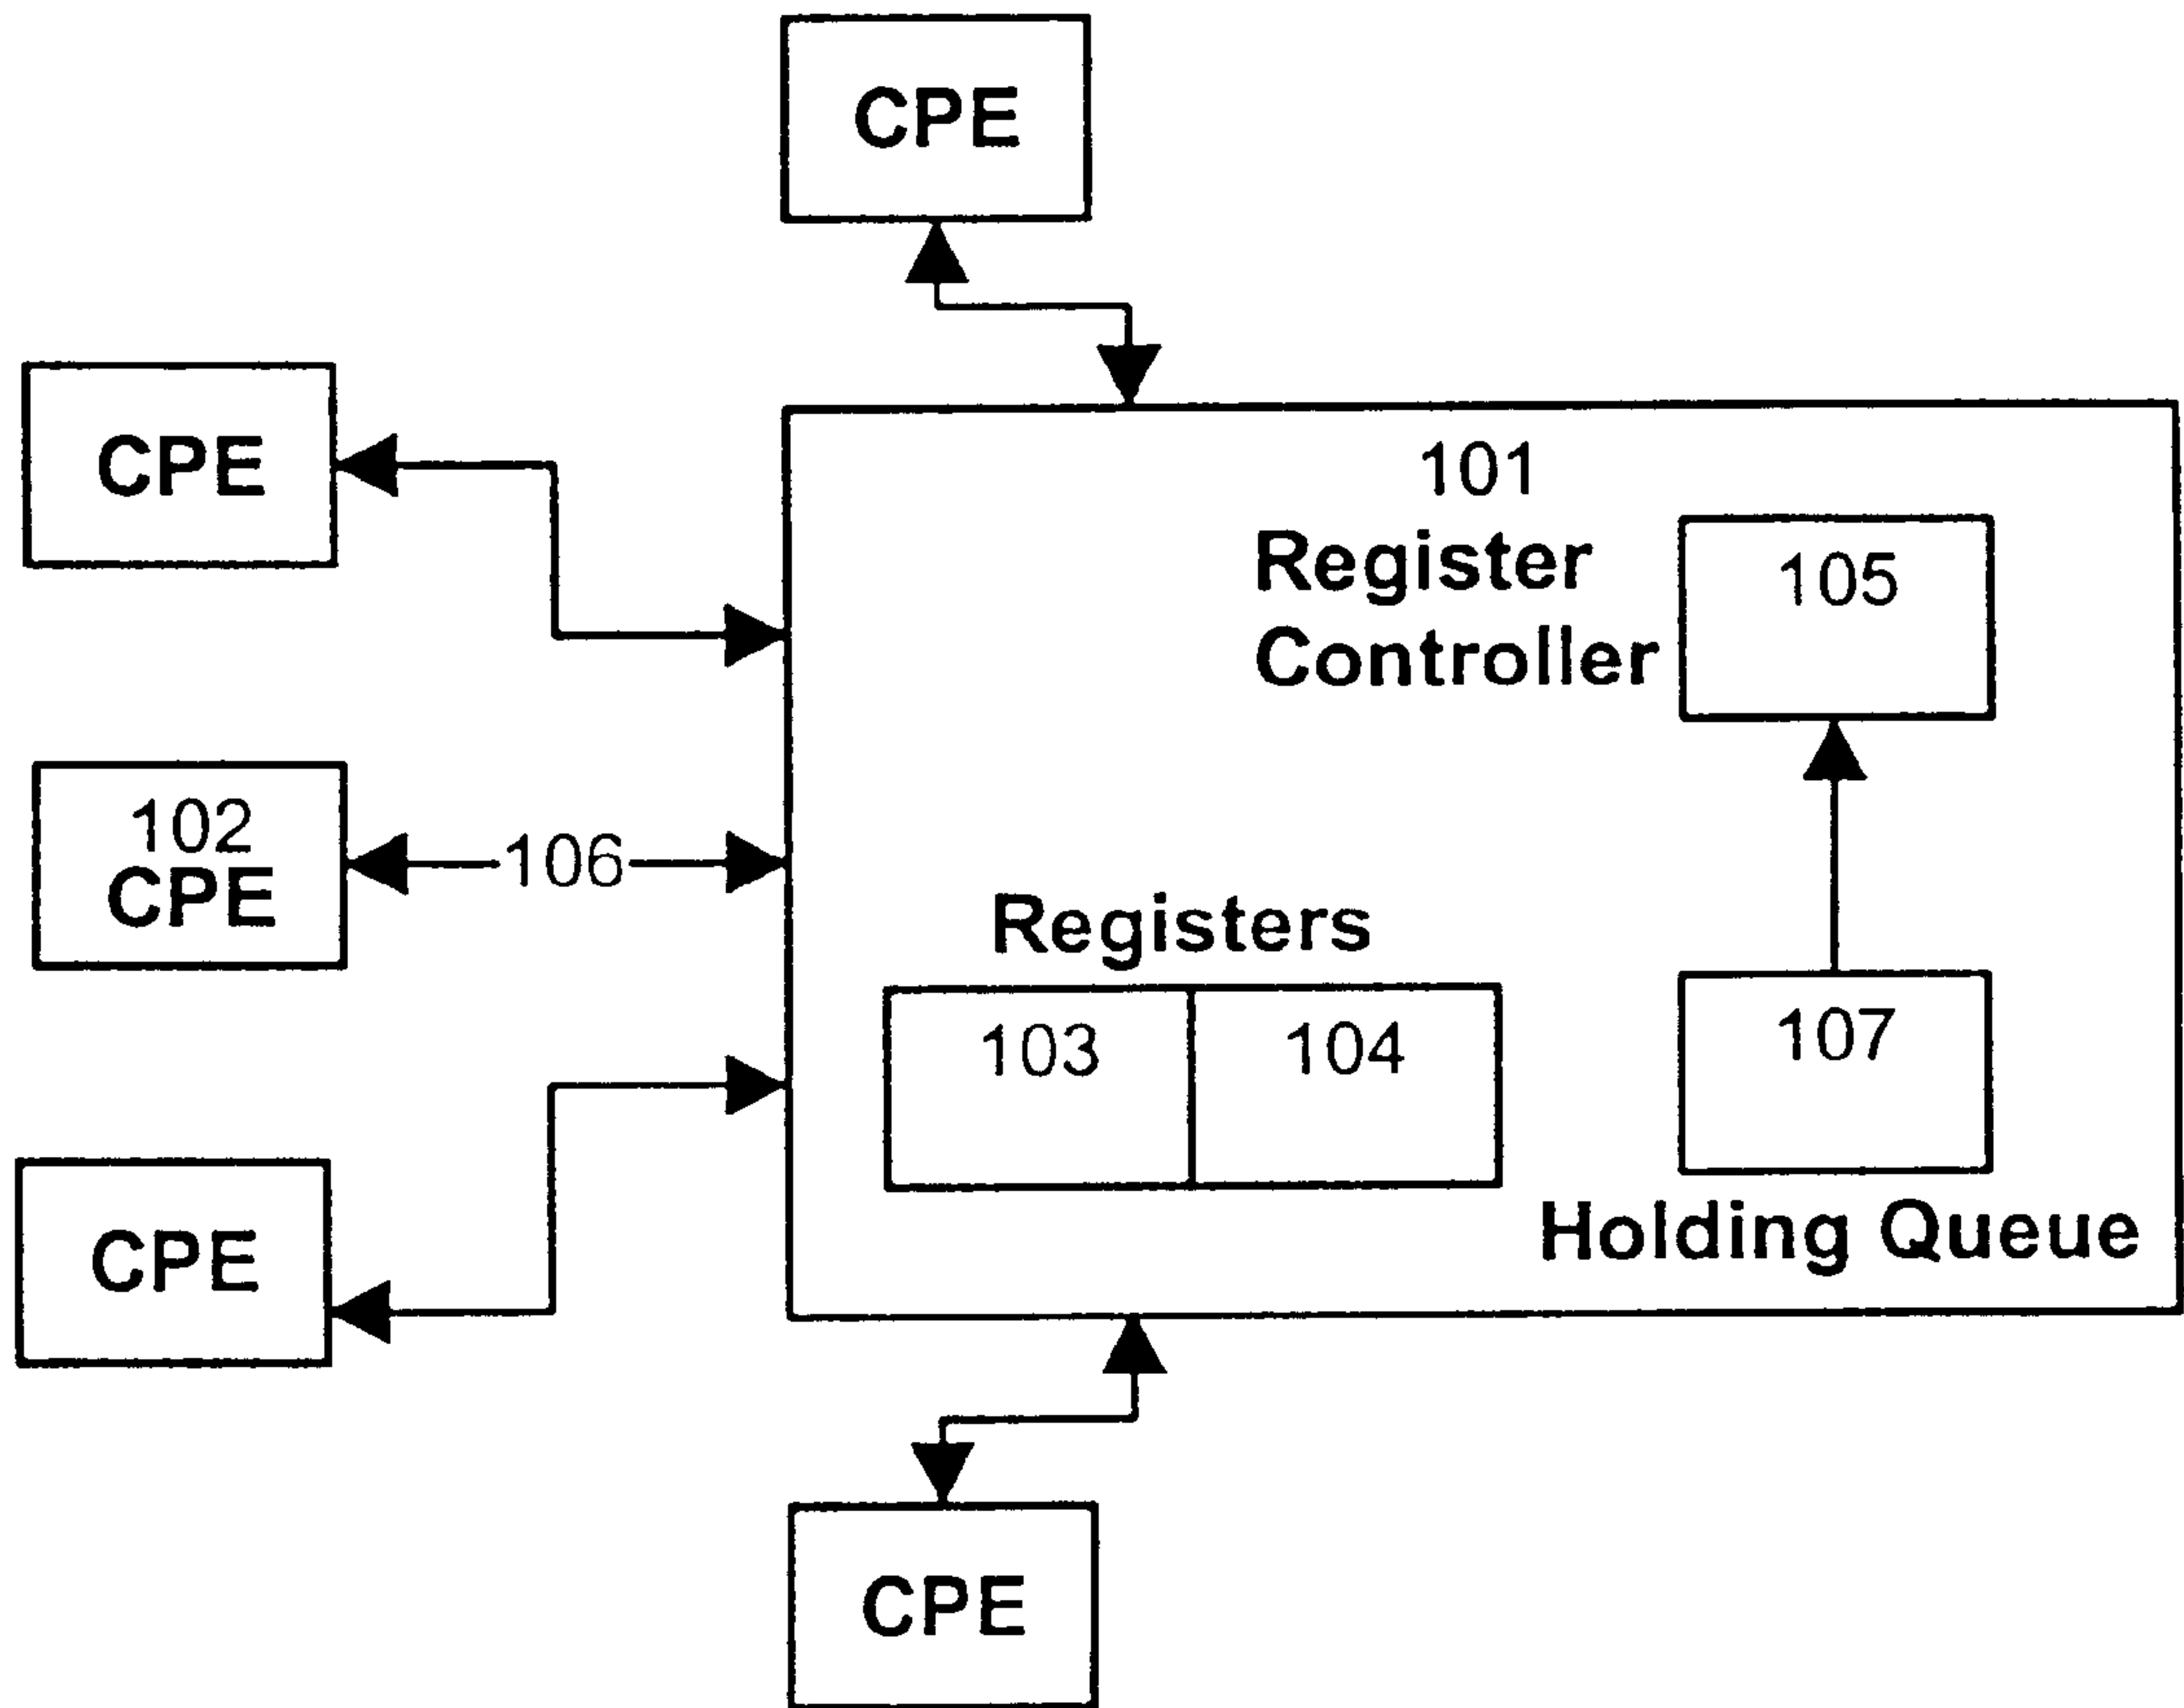 CPE
CPE
101
Register
Controller
105
102
CPE
106
Registers
103
104
107
Holding Queue
CPE
CPE